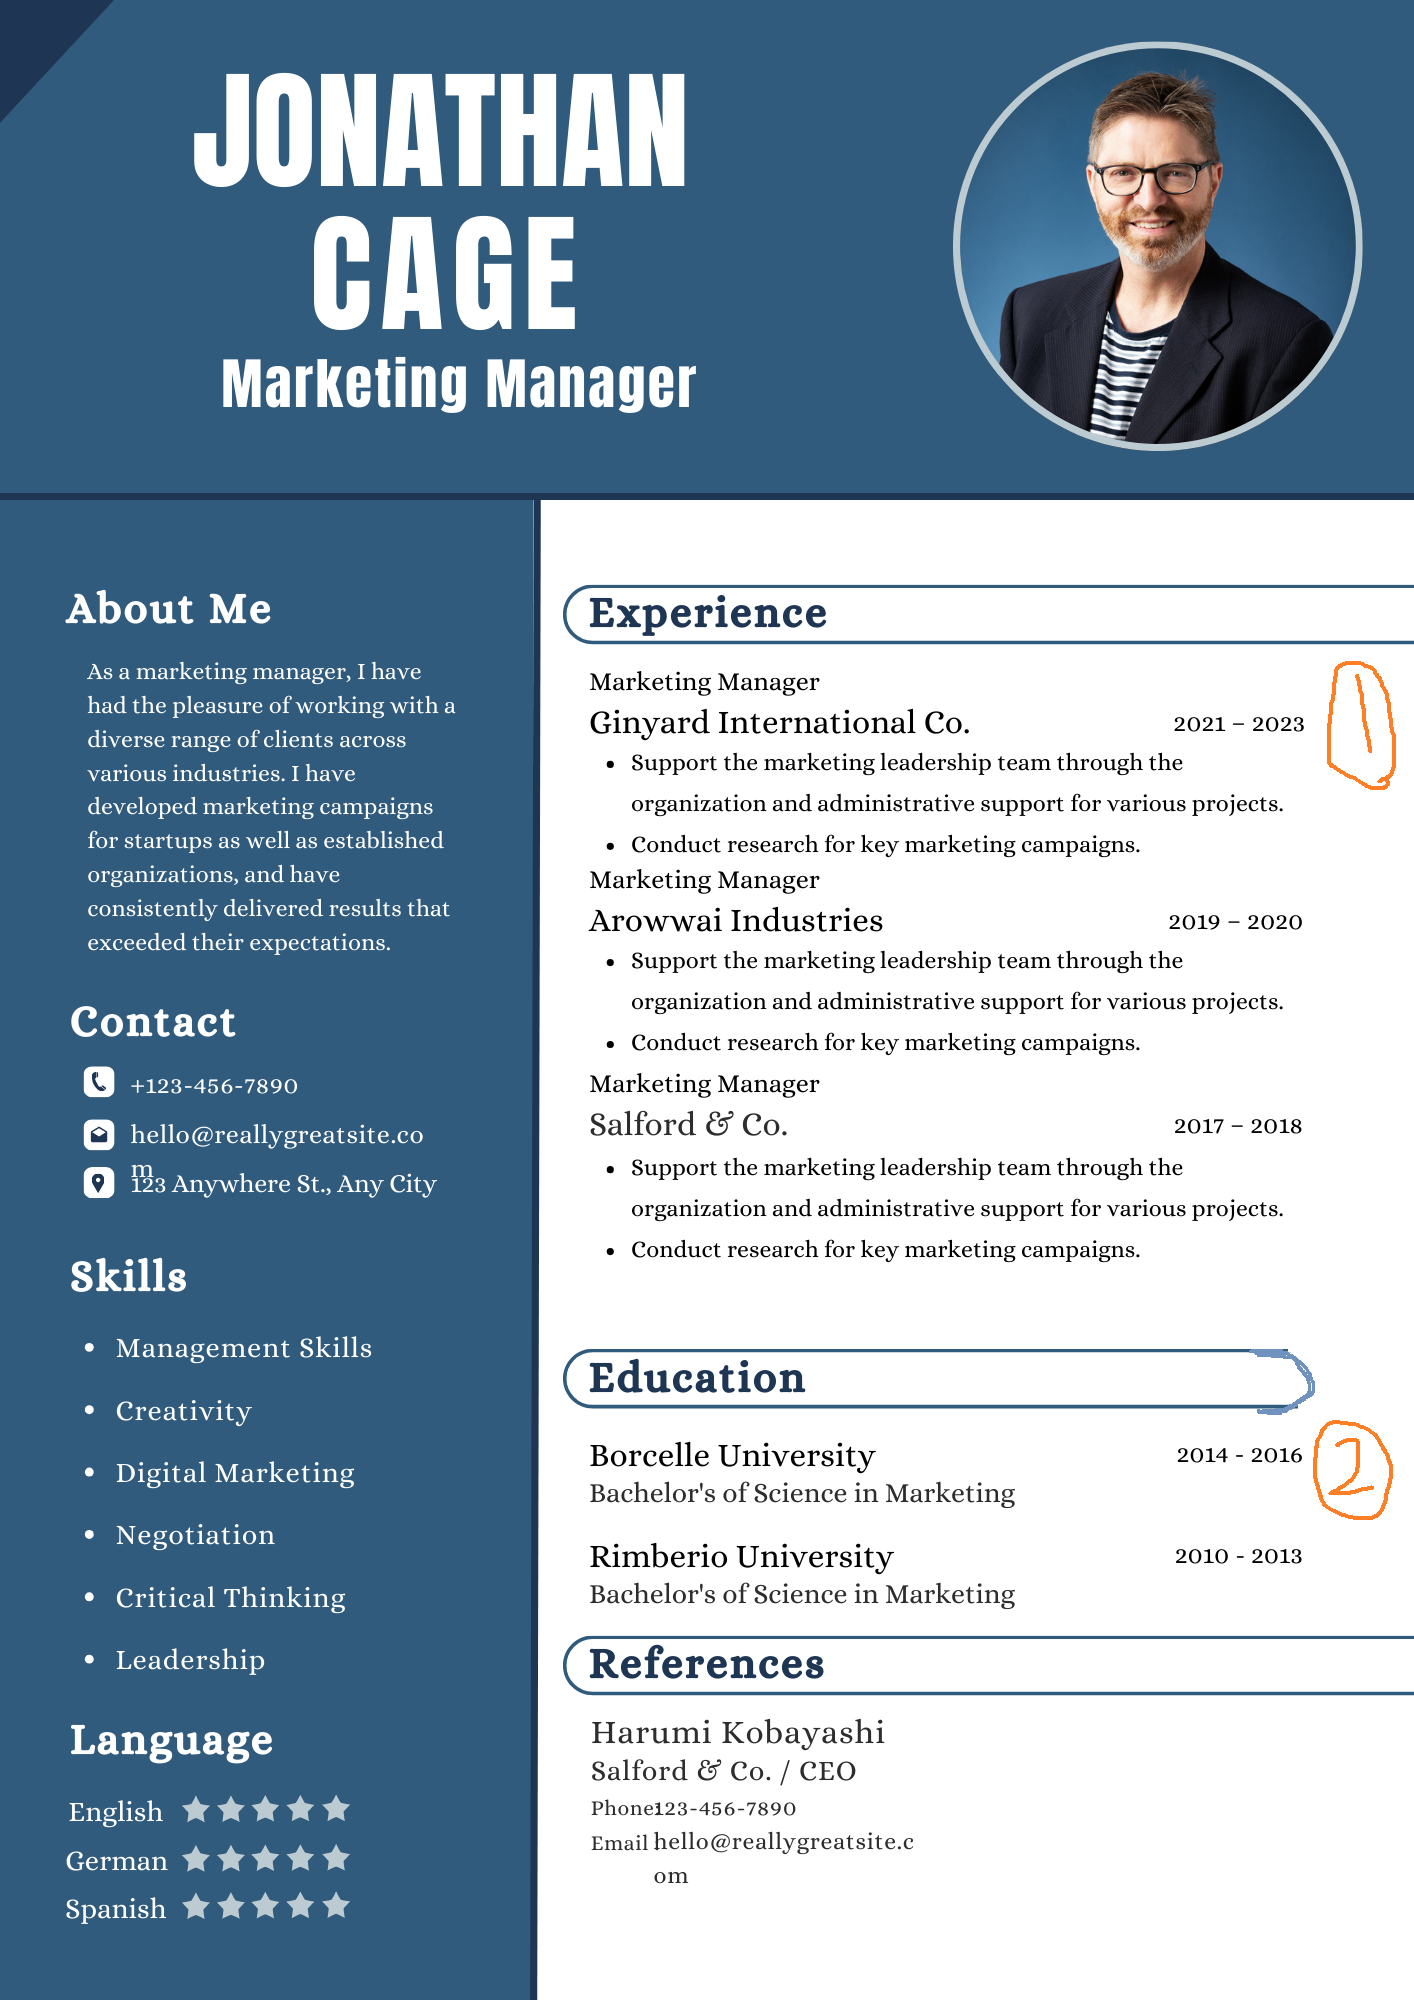 JONATHAN
CAGE
Marketing Manager
About Me
As a marketing manager, I have
had the pleasure of working with a
diverse range of clients across
various industries. I have
developed marketing campaigns
for startups as well as established
organizations, and have
consistently delivered results that
exceeded their expectations.
Contact
+123-456-7890
hello@reallygreatsite.co
m
123 Anywhere St., Any City
Skills
• Management Skills
• Creativity
• Digital Marketing
• Negotiation
• Critical Thinking
• Leadership
Language
English
German
Spanish
Experience
Marketing Manager
1
Ginyard International Co. 2021 – 2023
• Support the marketing leadership team through the
organization and administrative support for various projects.
• Conduct research for key marketing campaigns.
Marketing Manager
Arowwai Industries 2019 – 2020
• Support the marketing leadership team through the
organization and administrative support for various projects.
• Conduct research for key marketing campaigns.
Marketing Manager
Salford & Co. 2017 – 2018
• Support the marketing leadership team through the
organization and administrative support for various projects.
• Conduct research for key marketing campaigns.
Education
Borcelle University 2014 - 2016
2
Bachelor's of Science in Marketing
Rimberio University 2010 - 2013
Bachelor's of Science in Marketing
References
Harumi Kobayashi
Salford & Co. / CEO
Phone: 123-456-7890
Email : hello@reallygreatsite.c
om